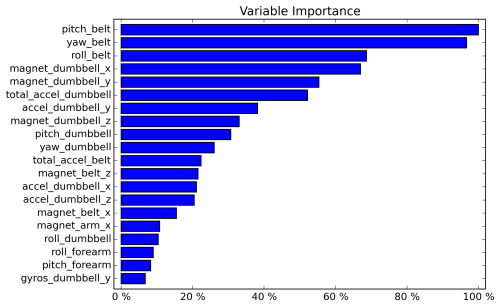 Variable Importance
pitch_belt
yaw_belt
roll_belt
magnet_dumbbell_x
magnet_dumbbell_y
total_accel_dumbbell
accel_dumbbell_y
magnet_dumbbell_z
pitch_dumbbell
yaw_dumbbell
total_accel_belt
magnet_belt_z
accel_dumbbell_x
accel_dumbbell_z
magnet_belt_x
magnet_arm_x
roll_dumbbell
roll_forearm
pitch_forearm
gyros_dumbbell_y
0 % 20 % 40 % 60 % 80 % 100 %